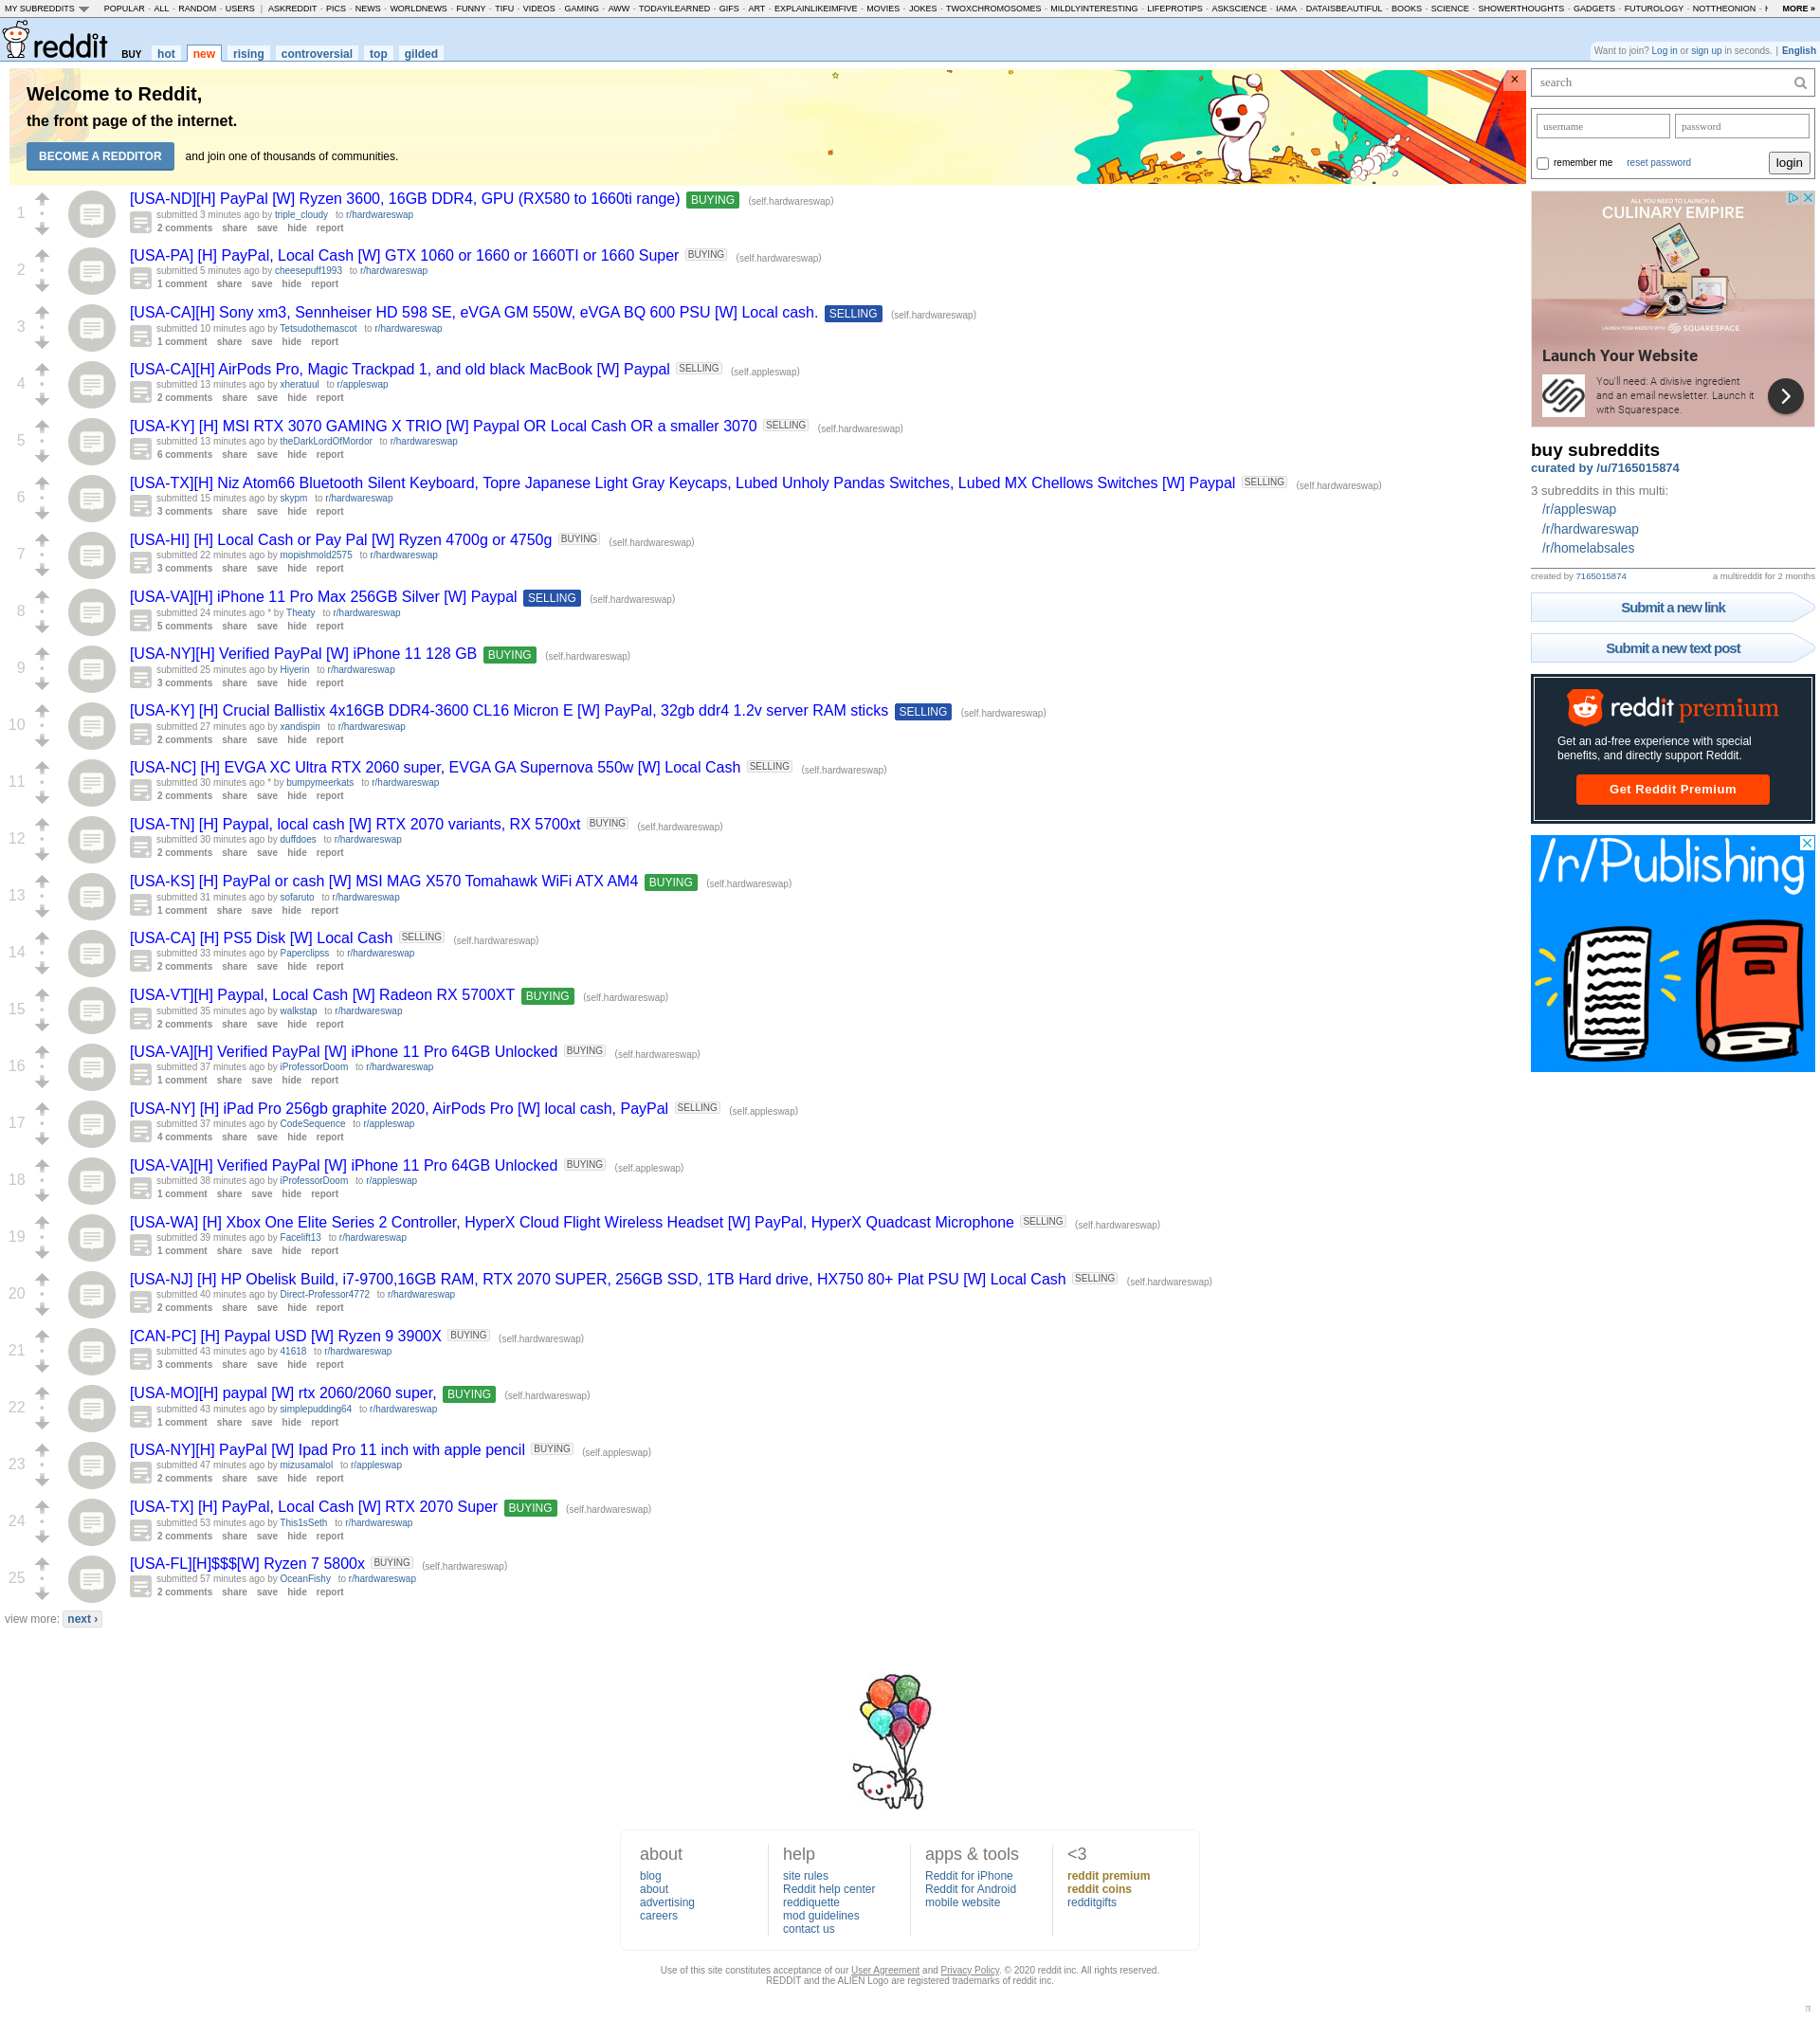 MY SUBREDDITS POPULAR - ALL - RANDOM - USERS | ASKREDDIT - PICS - NEWS - WORLDNEWS - FUNNY - TIFU - VIDEOS - GAMING - AWW - TODAYILEARNED - GIFS - ART - EXPLAINLIKEIMFIVE - MOVIES - JOKES - TWOXCHROMOSOMES - MILDLYINTERESTING - LIFEPROTIPS - ASKSCIENCE - IAMA - DATAISBEAUTIFUL - BOOKS - SCIENCE - SHOWERTHOUGHTS - GADGETS - FUTUROLOGY - NOTTHEONION - MORE »
reddit BUY hot new rising controversial top gilded
Want to join? Log in or sign up in seconds. | English
Welcome to Reddit,
the front page of the internet.
BECOME A REDDITOR and join one of thousands of communities.
×
1
[USA-ND][H] PayPal [W] Ryzen 3600, 16GB DDR4, GPU (RX580 to 1660ti range) BUYING (self.hardwareswap)
submitted 3 minutes ago by triple_cloudy to r/hardwareswap
2 comments share save hide report
2
[USA-PA] [H] PayPal, Local Cash [W] GTX 1060 or 1660 or 1660TI or 1660 Super BUYING (self.hardwareswap)
submitted 5 minutes ago by cheesepuff1993 to r/hardwareswap
1 comment share save hide report
3
[USA-CA][H] Sony xm3, Sennheiser HD 598 SE, eVGA GM 550W, eVGA BQ 600 PSU [W] Local cash. SELLING (self.hardwareswap)
submitted 10 minutes ago by Tetsudothemascot to r/hardwareswap
1 comment share save hide report
4
[USA-CA][H] AirPods Pro, Magic Trackpad 1, and old black MacBook [W] Paypal SELLING (self.appleswap)
submitted 13 minutes ago by xheratuul to r/appleswap
2 comments share save hide report
5
[USA-KY] [H] MSI RTX 3070 GAMING X TRIO [W] Paypal OR Local Cash OR a smaller 3070 SELLING (self.hardwareswap)
submitted 13 minutes ago by theDarkLordOfMordor to r/hardwareswap
6 comments share save hide report
6
[USA-TX][H] Niz Atom66 Bluetooth Silent Keyboard, Topre Japanese Light Gray Keycaps, Lubed Unholy Pandas Switches, Lubed MX Chellows Switches [W] Paypal SELLING (self.hardwareswap)
submitted 15 minutes ago by skypm to r/hardwareswap
3 comments share save hide report
7
[USA-HI] [H] Local Cash or Pay Pal [W] Ryzen 4700g or 4750g BUYING (self.hardwareswap)
submitted 22 minutes ago by mopishmold2575 to r/hardwareswap
3 comments share save hide report
8
[USA-VA][H] iPhone 11 Pro Max 256GB Silver [W] Paypal SELLING (self.hardwareswap)
submitted 24 minutes ago * by Theaty to r/hardwareswap
5 comments share save hide report
9
[USA-NY][H] Verified PayPal [W] iPhone 11 128 GB BUYING (self.hardwareswap)
submitted 25 minutes ago by Hiyerin to r/hardwareswap
3 comments share save hide report
10
[USA-KY] [H] Crucial Ballistix 4x16GB DDR4-3600 CL16 Micron E [W] PayPal, 32gb ddr4 1.2v server RAM sticks SELLING (self.hardwareswap)
submitted 27 minutes ago by xandispin to r/hardwareswap
2 comments share save hide report
11
[USA-NC] [H] EVGA XC Ultra RTX 2060 super, EVGA GA Supernova 550w [W] Local Cash SELLING (self.hardwareswap)
submitted 30 minutes ago * by bumpymeerkats to r/hardwareswap
2 comments share save hide report
12
[USA-TN] [H] Paypal, local cash [W] RTX 2070 variants, RX 5700xt BUYING (self.hardwareswap)
submitted 30 minutes ago by duffdoes to r/hardwareswap
2 comments share save hide report
13
[USA-KS] [H] PayPal or cash [W] MSI MAG X570 Tomahawk WiFi ATX AM4 BUYING (self.hardwareswap)
submitted 31 minutes ago by sofaruto to r/hardwareswap
1 comment share save hide report
14
[USA-CA] [H] PS5 Disk [W] Local Cash SELLING (self.hardwareswap)
submitted 33 minutes ago by Paperclipss to r/hardwareswap
2 comments share save hide report
15
[USA-VT][H] Paypal, Local Cash [W] Radeon RX 5700XT BUYING (self.hardwareswap)
submitted 35 minutes ago by walkstap to r/hardwareswap
2 comments share save hide report
16
[USA-VA][H] Verified PayPal [W] iPhone 11 Pro 64GB Unlocked BUYING (self.hardwareswap)
submitted 37 minutes ago by iProfessorDoom to r/hardwareswap
1 comment share save hide report
17
[USA-NY] [H] iPad Pro 256gb graphite 2020, AirPods Pro [W] local cash, PayPal SELLING (self.appleswap)
submitted 37 minutes ago by CodeSequence to r/appleswap
4 comments share save hide report
18
[USA-VA][H] Verified PayPal [W] iPhone 11 Pro 64GB Unlocked BUYING (self.appleswap)
submitted 38 minutes ago by iProfessorDoom to r/appleswap
1 comment share save hide report
19
[USA-WA] [H] Xbox One Elite Series 2 Controller, HyperX Cloud Flight Wireless Headset [W] PayPal, HyperX Quadcast Microphone SELLING (self.hardwareswap)
submitted 39 minutes ago by Facelift13 to r/hardwareswap
1 comment share save hide report
20
[USA-NJ] [H] HP Obelisk Build, i7-9700,16GB RAM, RTX 2070 SUPER, 256GB SSD, 1TB Hard drive, HX750 80+ Plat PSU [W] Local Cash SELLING (self.hardwareswap)
submitted 40 minutes ago by Direct-Professor4772 to r/hardwareswap
2 comments share save hide report
21
[CAN-PC] [H] Paypal USD [W] Ryzen 9 3900X BUYING (self.hardwareswap)
submitted 43 minutes ago by 41618 to r/hardwareswap
3 comments share save hide report
22
[USA-MO][H] paypal [W] rtx 2060/2060 super, BUYING (self.hardwareswap)
submitted 43 minutes ago by simplepudding64 to r/hardwareswap
1 comment share save hide report
23
[USA-NY][H] PayPal [W] Ipad Pro 11 inch with apple pencil BUYING (self.appleswap)
submitted 47 minutes ago by mizusamalol to r/appleswap
2 comments share save hide report
24
[USA-TX] [H] PayPal, Local Cash [W] RTX 2070 Super BUYING (self.hardwareswap)
submitted 53 minutes ago by This1sSeth to r/hardwareswap
2 comments share save hide report
25
[USA-FL][H]$$$[W] Ryzen 7 5800x BUYING (self.hardwareswap)
submitted 57 minutes ago by OceanFishy to r/hardwareswap
2 comments share save hide report
view more: next ›
search
username password
remember me reset password login
ALL YOU NEED TO LAUNCH A
CULINARY EMPIRE
LAUNCH YOUR WEBSITE WITH SQUARESPACE
Launch Your Website
You'll need: A divisive ingredient
and an email newsletter. Launch it
with Squarespace.
buy subreddits
curated by /u/7165015874
3 subreddits in this multi:
/r/appleswap
/r/hardwareswap
/r/homelabsales
created by 7165015874 a multireddit for 2 months
Submit a new link
Submit a new text post
reddit premium
Get an ad-free experience with special
benefits, and directly support Reddit.
Get Reddit Premium
/r/Publishing
about
blog
about
advertising
careers
help
site rules
Reddit help center
reddiquette
mod guidelines
contact us
apps & tools
Reddit for iPhone
Reddit for Android
mobile website
<3
reddit premium
reddit coins
redditgifts
Use of this site constitutes acceptance of our User Agreement and Privacy Policy. © 2020 reddit inc. All rights reserved.
REDDIT and the ALIEN Logo are registered trademarks of reddit inc.
π